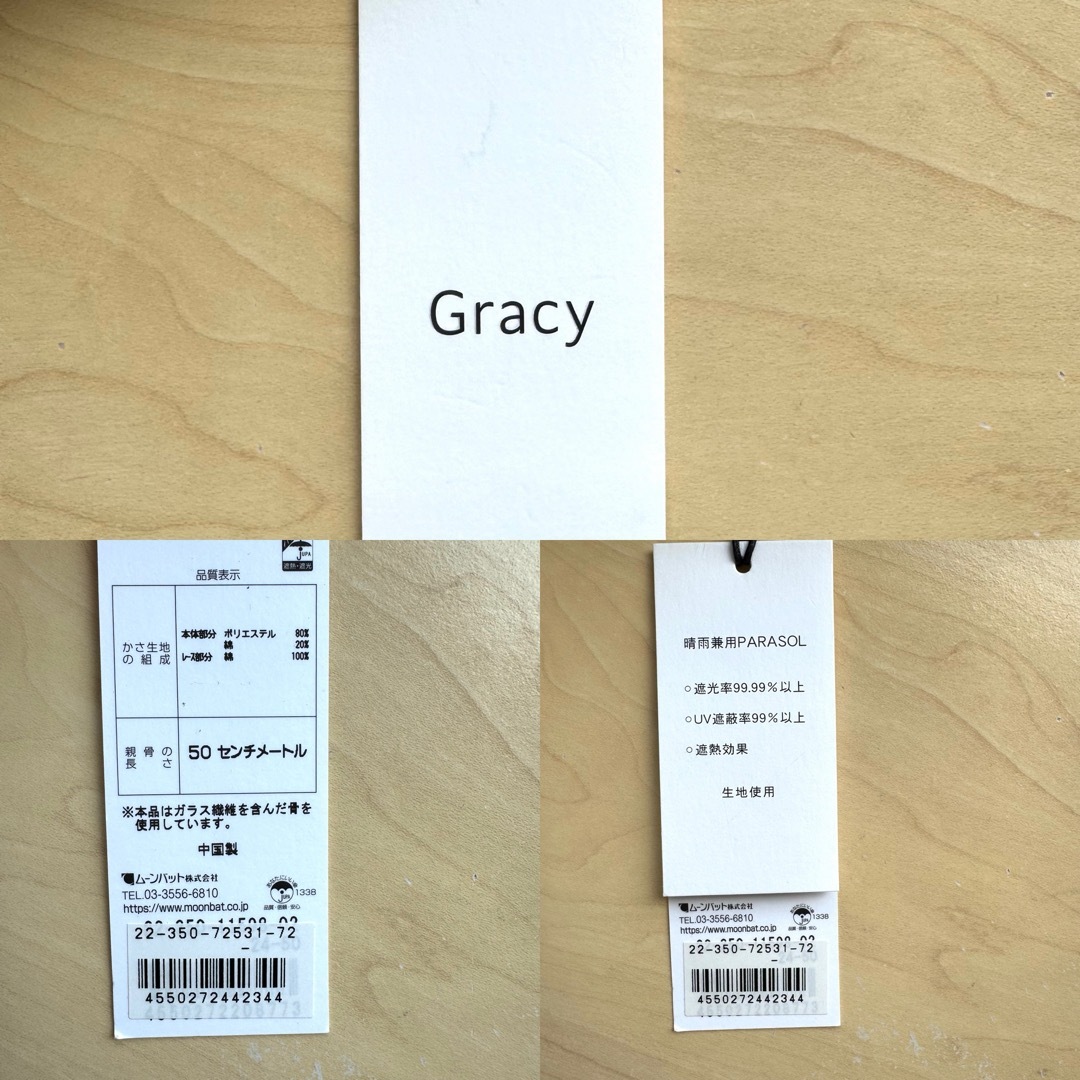 Gracy
JUPA
遮熱・遮光
品質表示
かさ生地の組成
本体部分 ポリエステル 80%
綿 20%
レース部分 綿 100%
親骨の長さ
50 センチメートル
※本品はガラス繊維を含んだ骨を
使用しています。
中国製
ムーンバット株式会社
TEL.03-3556-6810
https://www.moonbat.co.jp
JUPA
品質・信頼・安心
1338
22-350-72531-72
4550272442344
晴雨兼用PARASOL
○遮光率99.99%以上
○UV遮蔽率99%以上
○遮熱効果
生地使用
ムーンバット株式会社
TEL.03-3556-6810
https://www.moonbat.co.jp
1338
22-350-72531-72
4550272442344